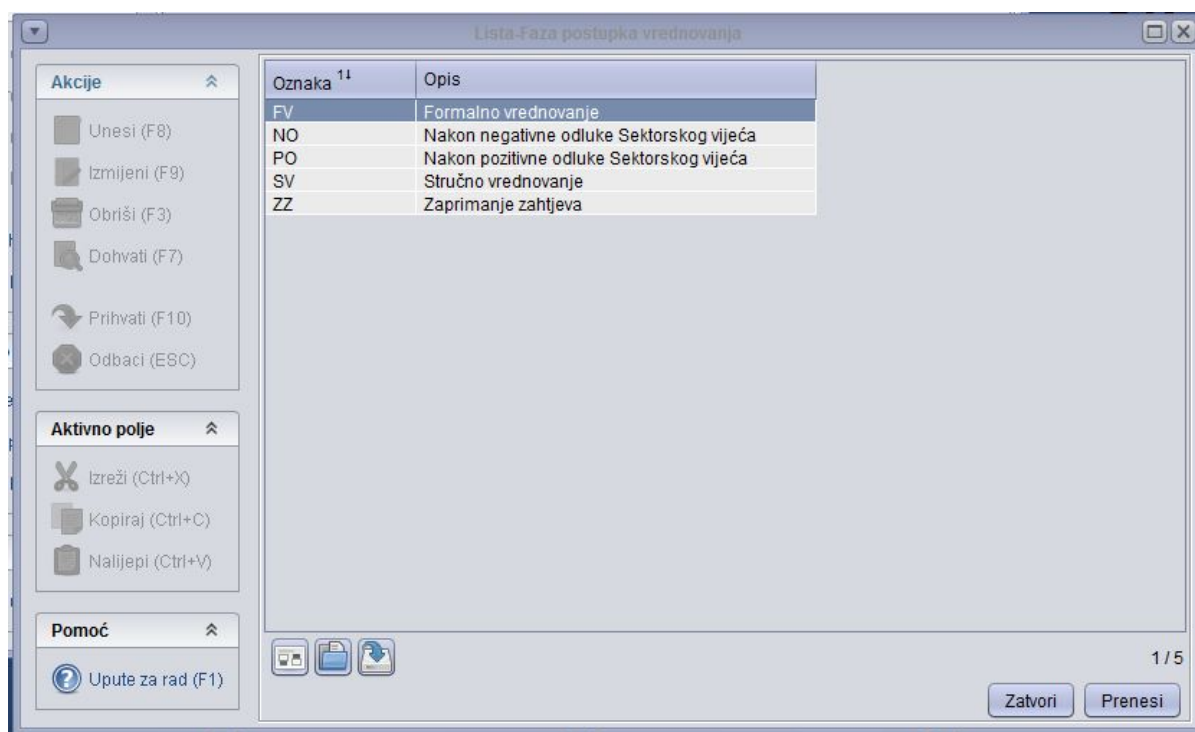 Lista-Faza postupka vrednovanja
Akcije
Unesi (F8)
Izmijeni (F9)
Obriši (F3)
Dohvati (F7)
Prihvati (F10)
Odbaci (ESC)
Aktivno polje
Izreži (Ctrl+X)
Kopiraj (Ctrl+C)
Nalijepi (Ctrl+V)
Pomoć
Upute za rad (F1)
Oznaka 1↓ Opis
FV Formalno vrednovanje
NO Nakon negativne odluke Sektorskog vijeća
PO Nakon pozitivne odluke Sektorskog vijeća
SV Stručno vrednovanje
ZZ Zaprimanje zahtjeva
1 / 5
Zatvori Prenesi